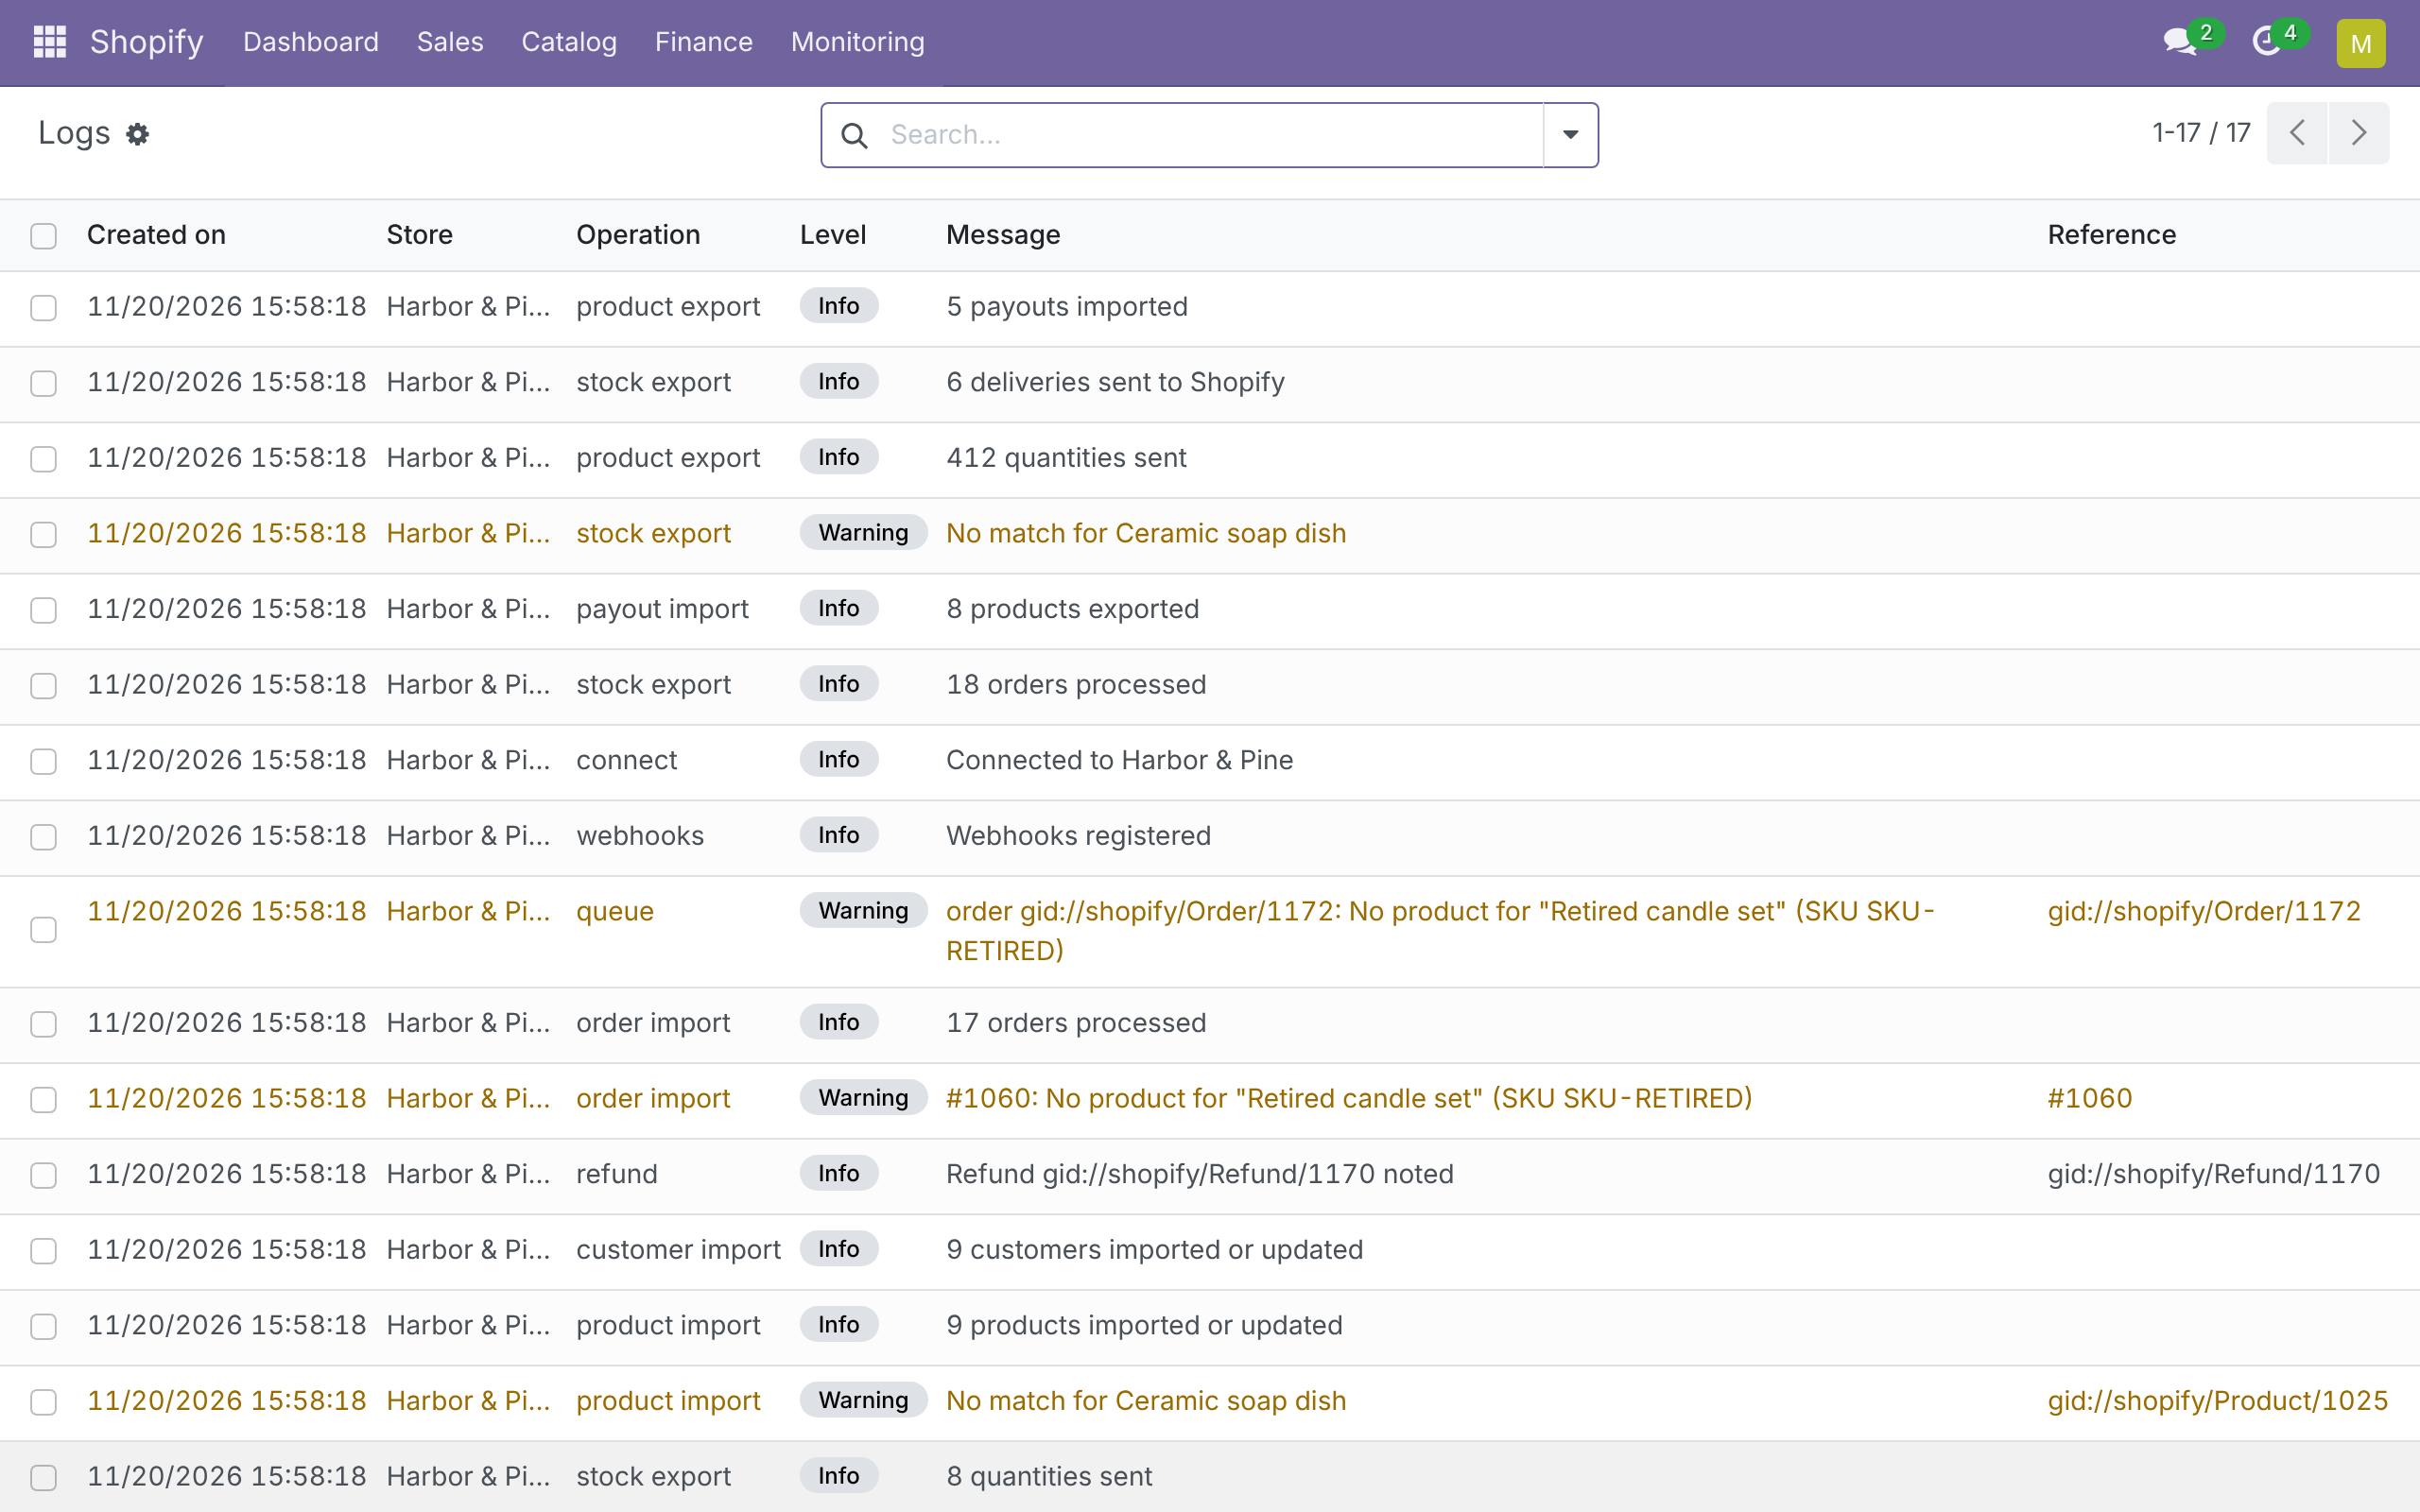 Shopify Dashboard Sales Catalog Finance Monitoring 2 4 M
Logs Search... 1-17 / 17
Created on Store Operation Level Message Reference
11/20/2026 15:58:18 Harbor & Pi... product export Info 5 payouts imported
11/20/2026 15:58:18 Harbor & Pi... stock export Info 6 deliveries sent to Shopify
11/20/2026 15:58:18 Harbor & Pi... product export Info 412 quantities sent
11/20/2026 15:58:18 Harbor & Pi... stock export Warning No match for Ceramic soap dish
11/20/2026 15:58:18 Harbor & Pi... payout import Info 8 products exported
11/20/2026 15:58:18 Harbor & Pi... stock export Info 18 orders processed
11/20/2026 15:58:18 Harbor & Pi... connect Info Connected to Harbor & Pine
11/20/2026 15:58:18 Harbor & Pi... webhooks Info Webhooks registered
11/20/2026 15:58:18 Harbor & Pi... queue Warning order gid://shopify/Order/1172: No product for "Retired candle set" (SKU SKU- gid://shopify/Order/1172
RETIRED)
11/20/2026 15:58:18 Harbor & Pi... order import Info 17 orders processed
11/20/2026 15:58:18 Harbor & Pi... order import Warning #1060: No product for "Retired candle set" (SKU SKU-RETIRED) #1060
11/20/2026 15:58:18 Harbor & Pi... refund Info Refund gid://shopify/Refund/1170 noted gid://shopify/Refund/1170
11/20/2026 15:58:18 Harbor & Pi... customer import Info 9 customers imported or updated
11/20/2026 15:58:18 Harbor & Pi... product import Info 9 products imported or updated
11/20/2026 15:58:18 Harbor & Pi... product import Warning No match for Ceramic soap dish gid://shopify/Product/1025
11/20/2026 15:58:18 Harbor & Pi... stock export Info 8 quantities sent